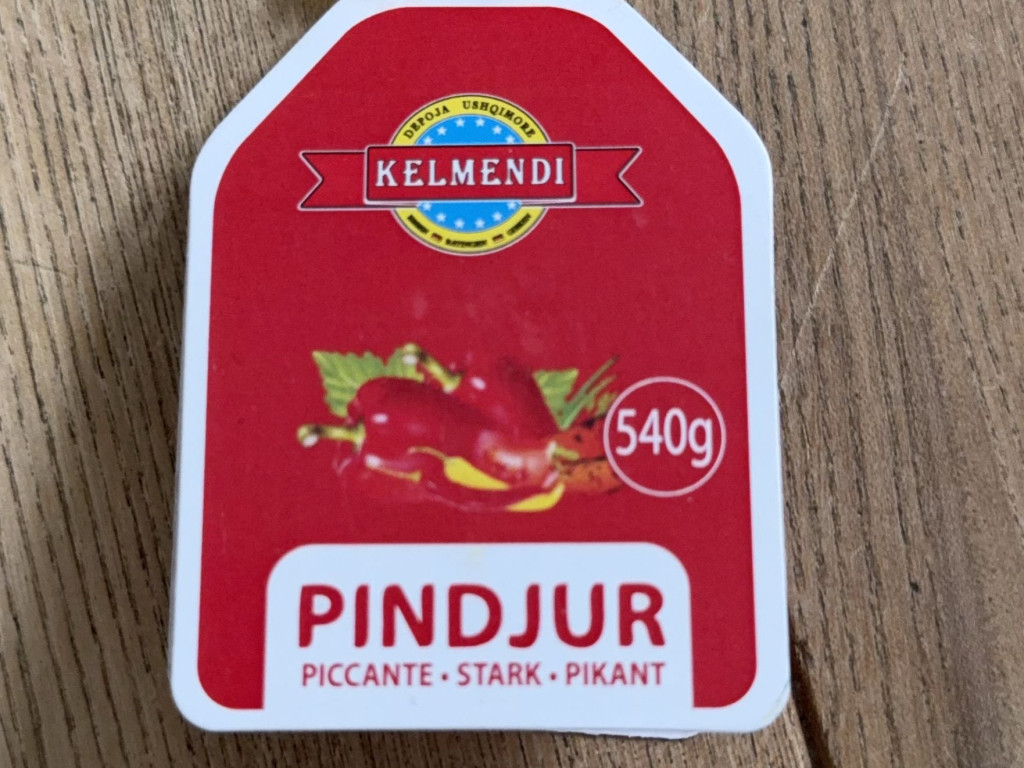 DEPOJA USHQIMORE
KELMENDI
540g
PINDJUR
PICCANTE • STARK • PIKANT